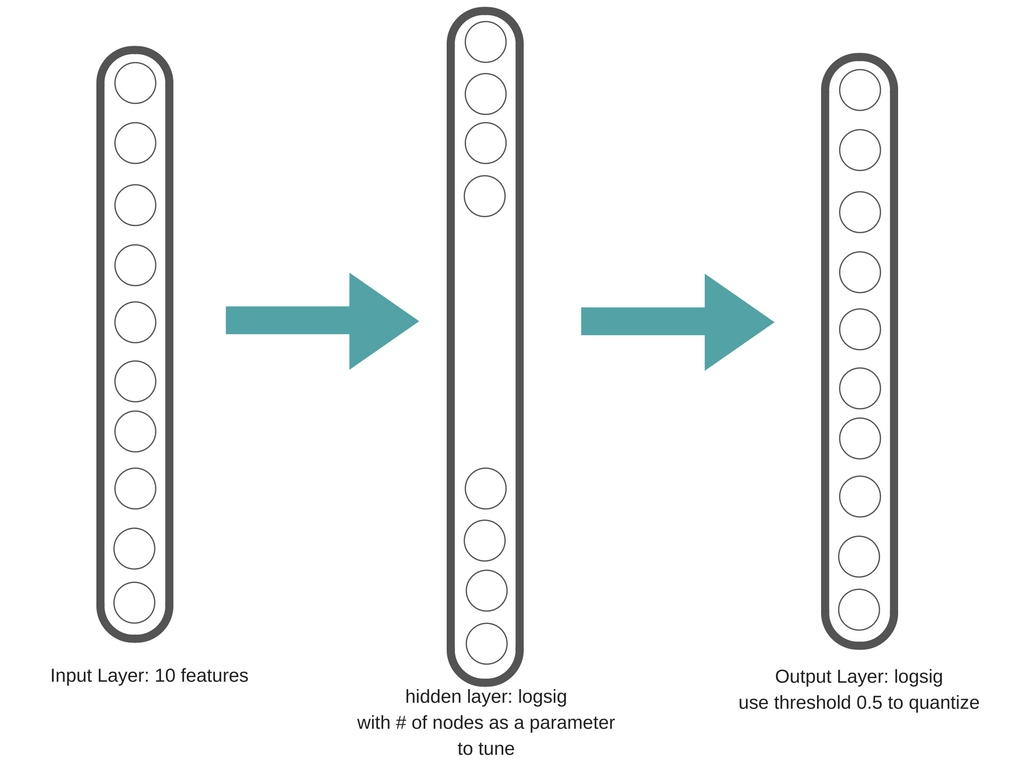 Input Layer: 10 features
hidden layer: logsig
with # of nodes as a parameter
to tune
Output Layer: logsig
use threshold 0.5 to quantize